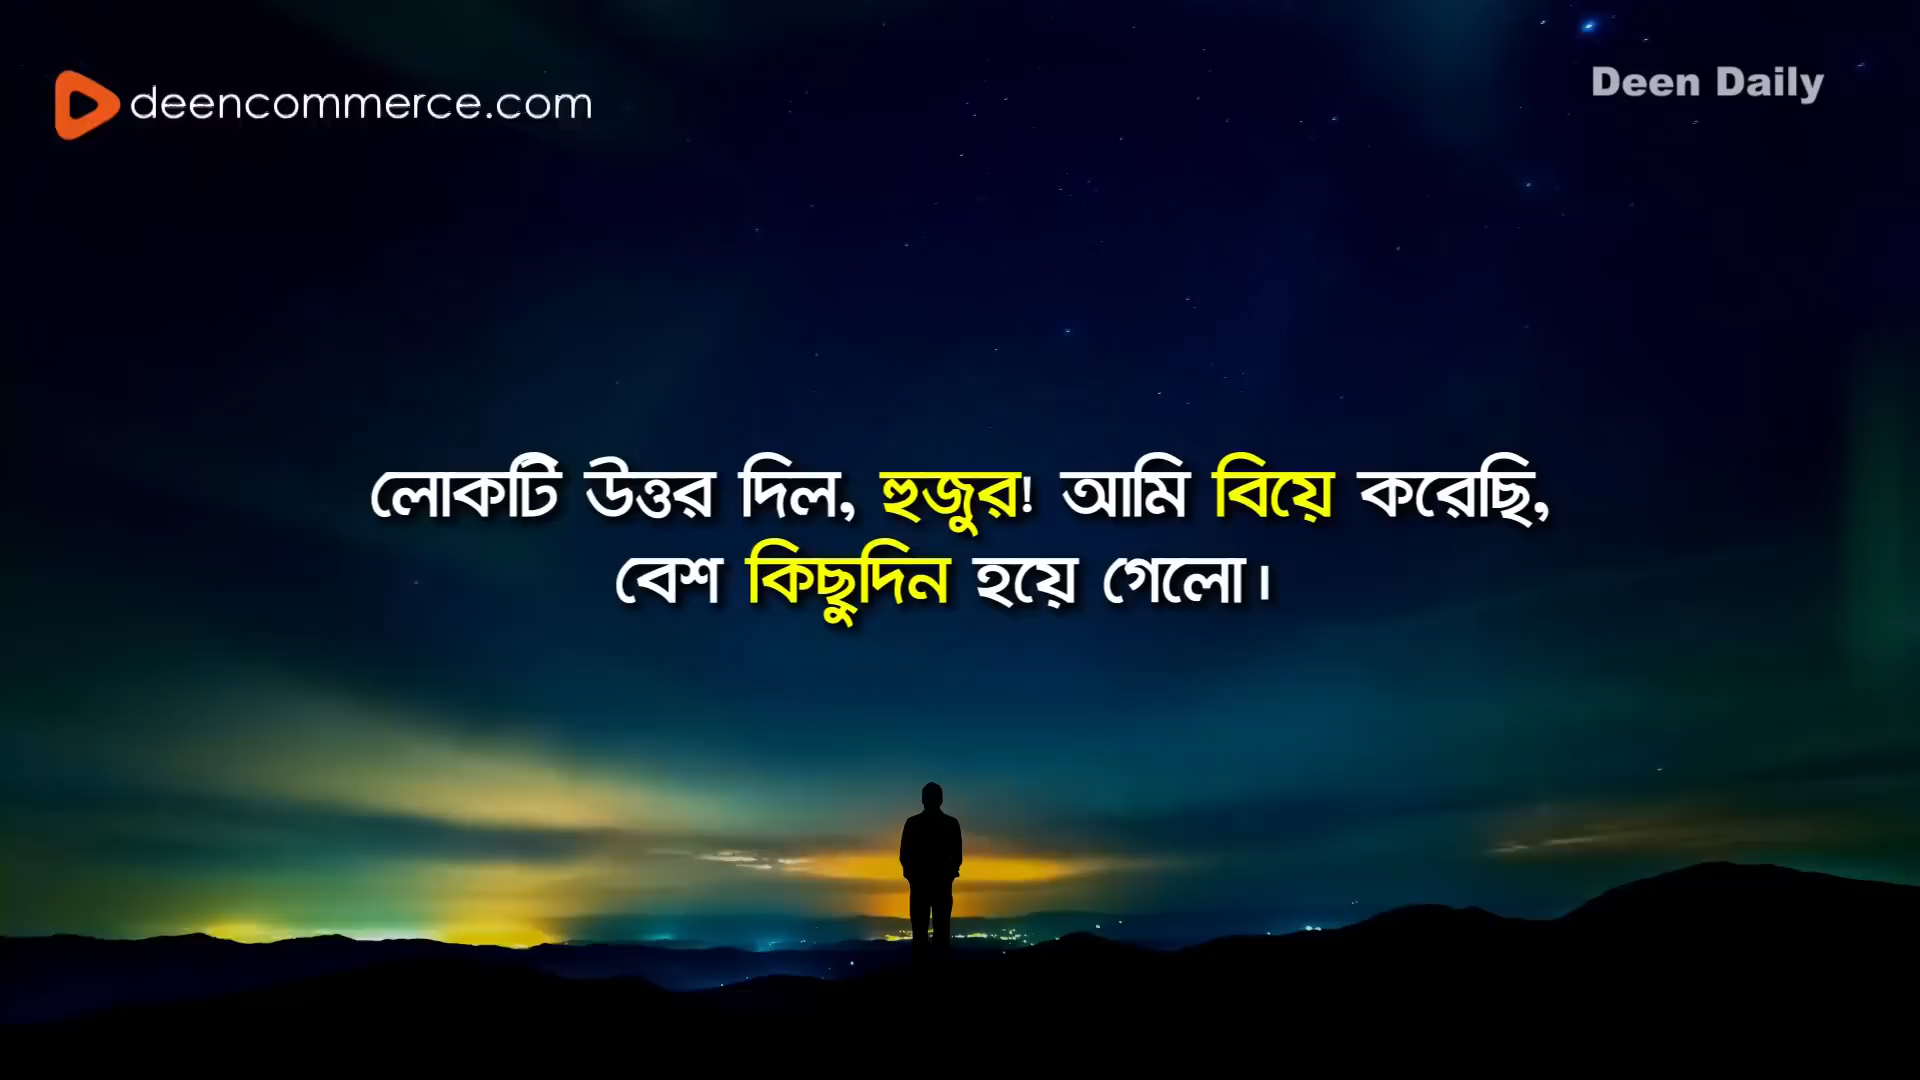 deencommerce.com
Deen Daily
লোকটি উত্তর দিল, হুজুর! আমি বিয়ে করেছি,
বেশ কিছুদিন হয়ে গেলো।